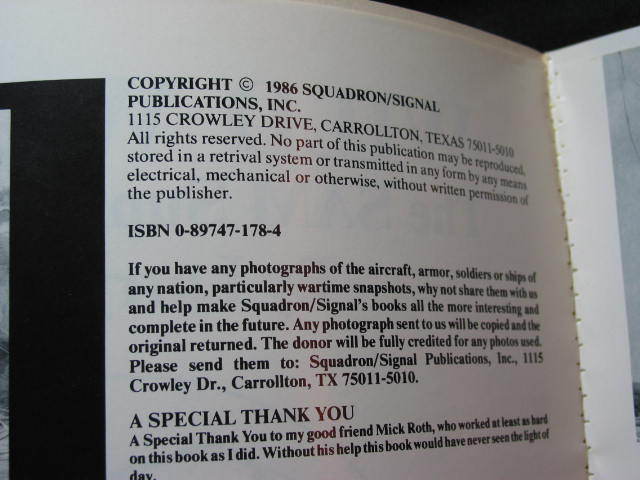 COPYRIGHT © 1986 SQUADRON/SIGNAL
PUBLICATIONS, INC.
1115 CROWLEY DRIVE, CARROLLTON, TEXAS 75011-5010
All rights reserved. No part of this publication may be reproduced,
stored in a retrival system or transmitted in any form by any means
electrical, mechanical or otherwise, without written permission of
the publisher.
ISBN 0-89747-178-4
If you have any photographs of the aircraft, armor, soldiers or ships of
any nation, particularly wartime snapshots, why not share them with us
and help make Squadron/Signal's books all the more interesting and
complete in the future. Any photograph sent to us will be copied and the
original returned. The donor will be fully credited for any photos used.
Please send them to: Squadron/Signal Publications, Inc., 1115
Crowley Dr., Carrollton, TX 75011-5010.
A SPECIAL THANK YOU
A Special Thank You to my good friend Mick Roth, who worked at least as hard
on this book as I did. Without his help this book would have never seen the light of
day.